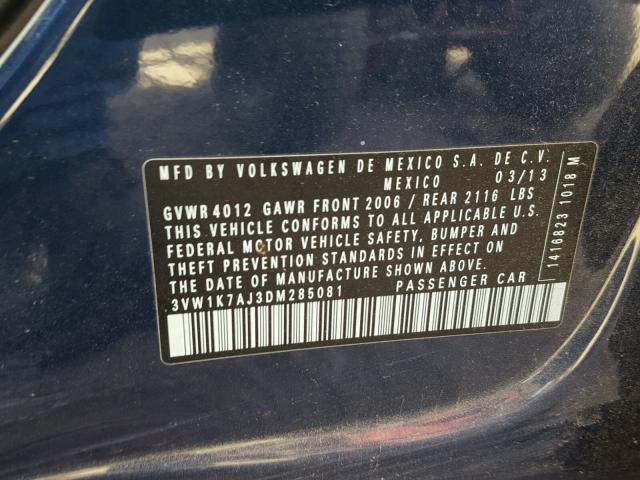 MFD BY VOLKSWAGEN DE MEXICO S.A. DE C.V.
MEXICO 03/13
GVWR 4012 GAWR FRONT 2006 / REAR 2116 LBS
THIS VEHICLE CONFORMS TO ALL APPLICABLE U.S.
FEDERAL MOTOR VEHICLE SAFETY, BUMPER AND
THEFT PREVENTION STANDARDS IN EFFECT ON
THE DATE OF MANUFACTURE SHOWN ABOVE.
3VW1K7AJ3DM285081 PASSENGER CAR
1416823 1018 M